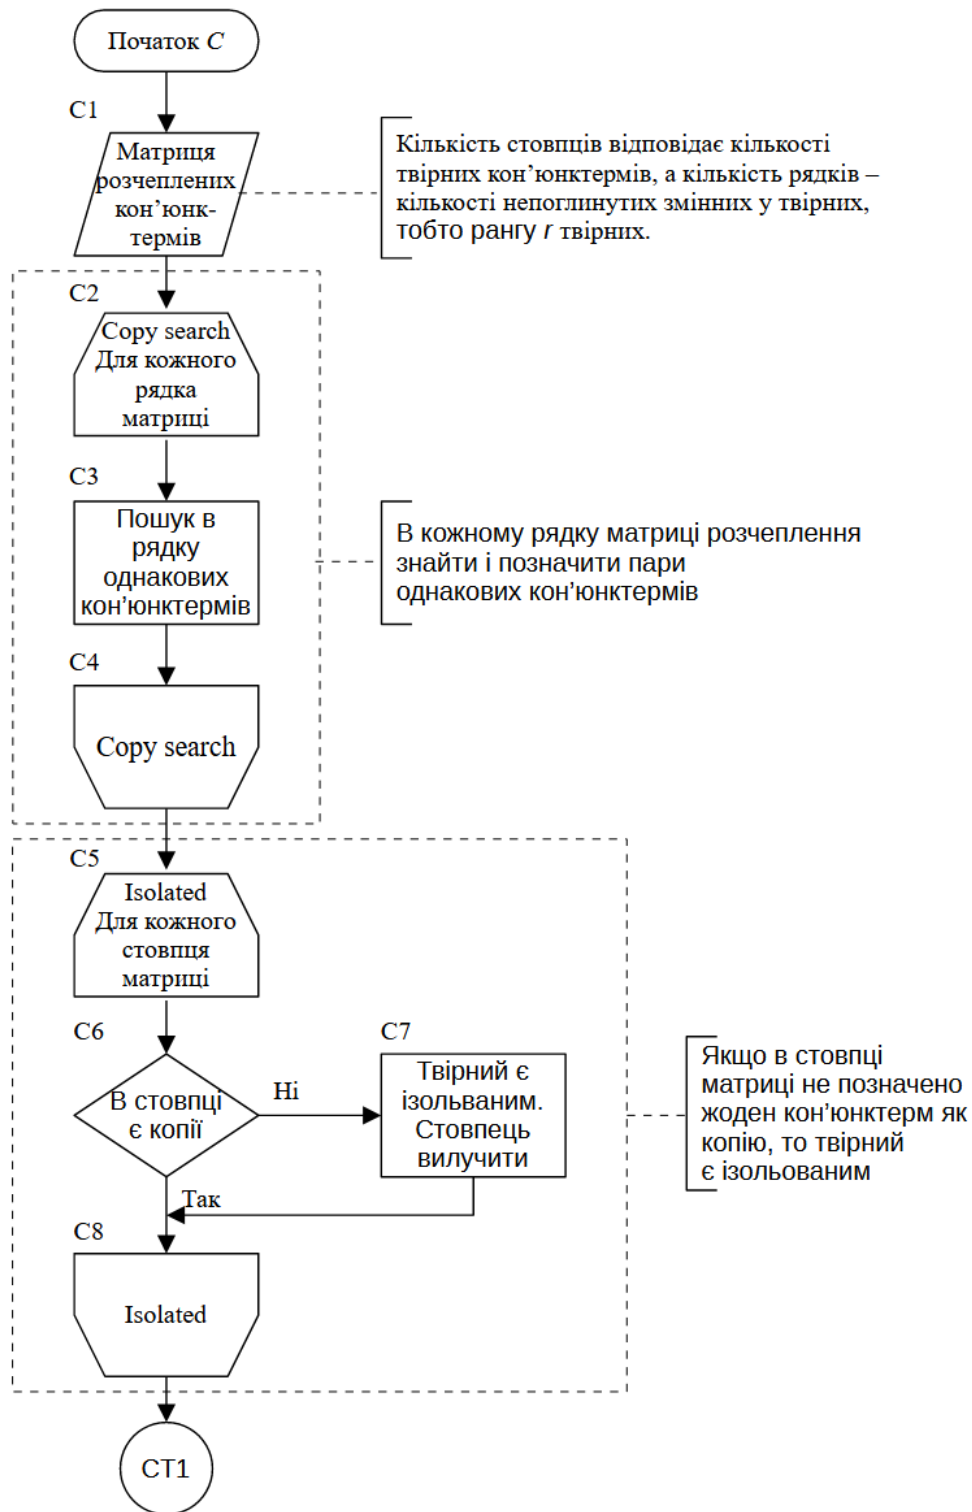 Початок C
C1
Матриця
розчеплених
кон’юнк-
термів
Кількість стовпців відповідає кількості
твірних кон’юнктермів, а кількість рядків –
кількості непоглинутих змінних у твірних,
тобто рангу r твірних.
C2
Copy search
Для кожного
рядка
матриці
C3
Пошук в
рядку
однакових
кон’юнктермів
В кожному рядку матриці розчеплення
знайти і позначити пари
однакових кон’юнктермів
C4
Copy search
C5
Isolated
Для кожного
стовпця
матриці
C6
В стовпці
є копії
Ні
C7
Твірний є
ізольваним.
Стовпець
вилучити
Якщо в стовпці
матриці не позначено
жоден кон’юнктерм як
копію, то твірний
є ізольованим
Так
C8
Isolated
CT1